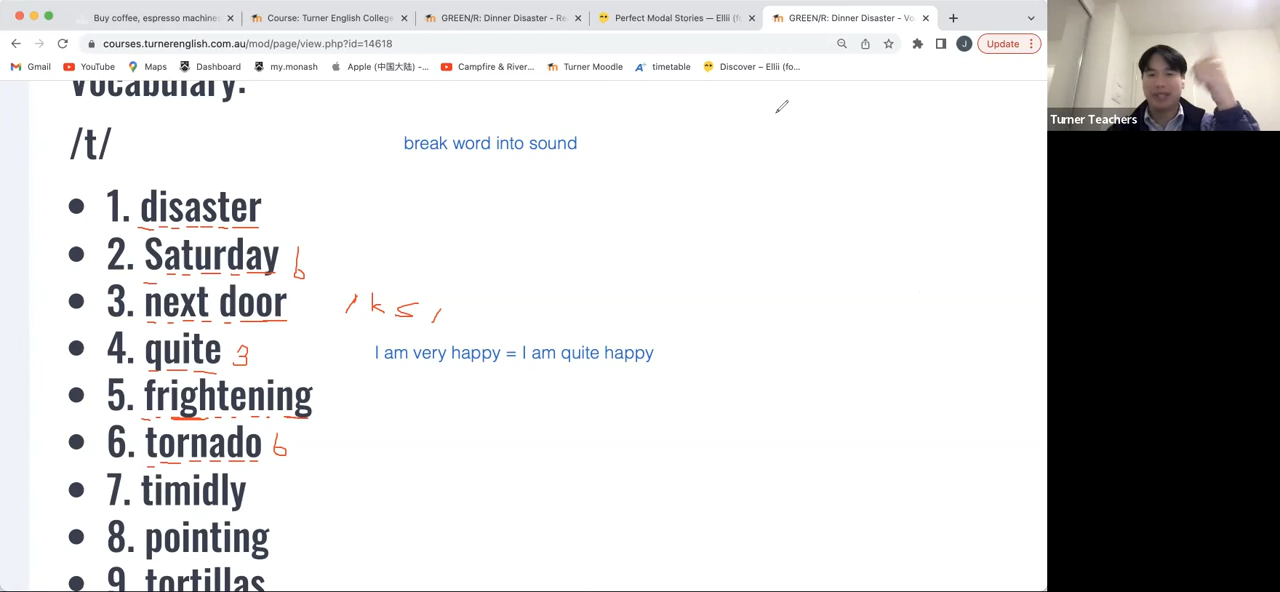 Buy coffee, espresso machine
Course: Turner English College
GREEN/R: Dinner Disaster - Re
Perfect Modal Stories — Ellii (f
GREEN/R: Dinner Disaster - Vo
courses.turnerenglish.com.au/mod/page/view.php?id=14618
J
Update
Gmail
YouTube
Maps
Dashboard
my.monash
Apple (中国大陆) –...
Campfire & River...
Turner Moodle
timetable
Discover – Ellii (fo...
Turner Teachers
Vocabulary:
/t/
break word into sound
• 1. disaster
• 2. Saturday 6
• 3. next door / k s /
• 4. quite 3
I am very happy = I am quite happy
• 5. frightening
• 6. tornado 6
• 7. timidly
• 8. pointing
• 9. tortillas